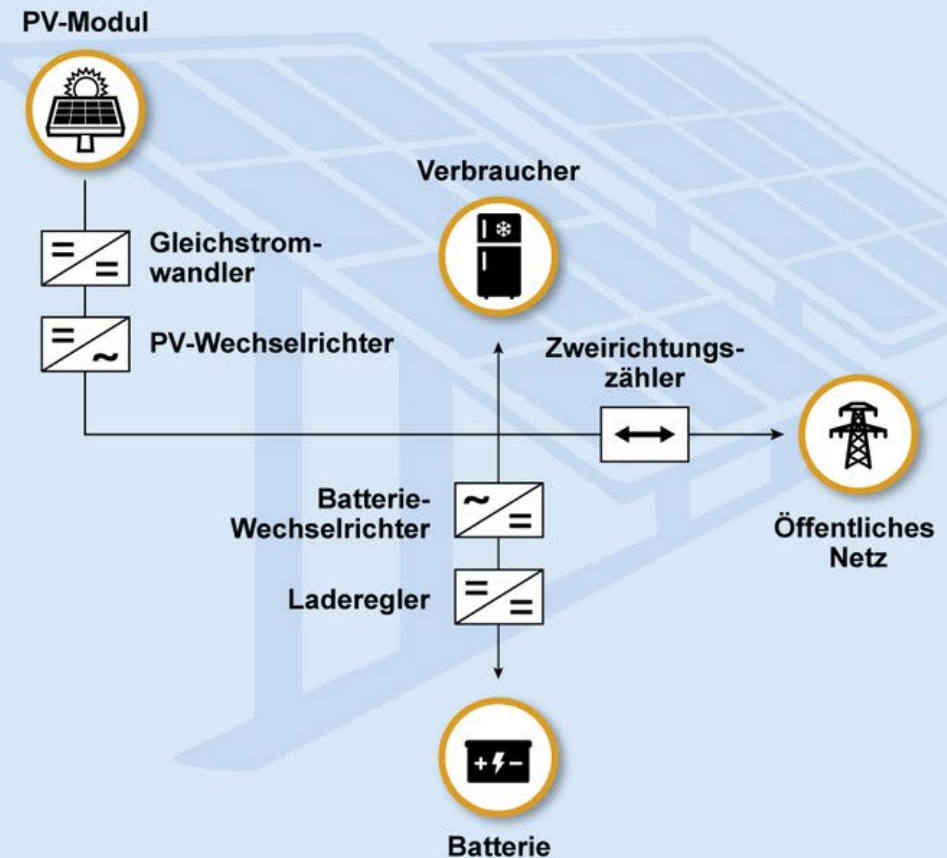 PV-Modul
Verbraucher
Gleichstrom-
wandler
PV-Wechselrichter
Zweirichtungs-
zähler
Batterie-
Wechselrichter
Öffentliches
Netz
Laderegler
Batterie